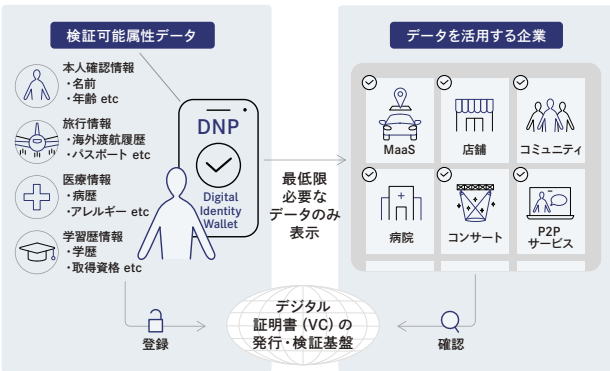 検証可能属性データ
本人確認情報
・名前
・年齢 etc
旅行情報
・海外渡航履歴
・パスポート etc
医療情報
・病歴
・アレルギー etc
学習歴情報
・学歴
・取得資格 etc
DNP
Digital
Identity
Wallet
最低限
必要な
データのみ
表示
データを活用する企業
MaaS
店舗
コミュニティ
病院
コンサート
P2P
サービス
登録
デジタル
証明書（VC）の
発行・検証基盤
確認